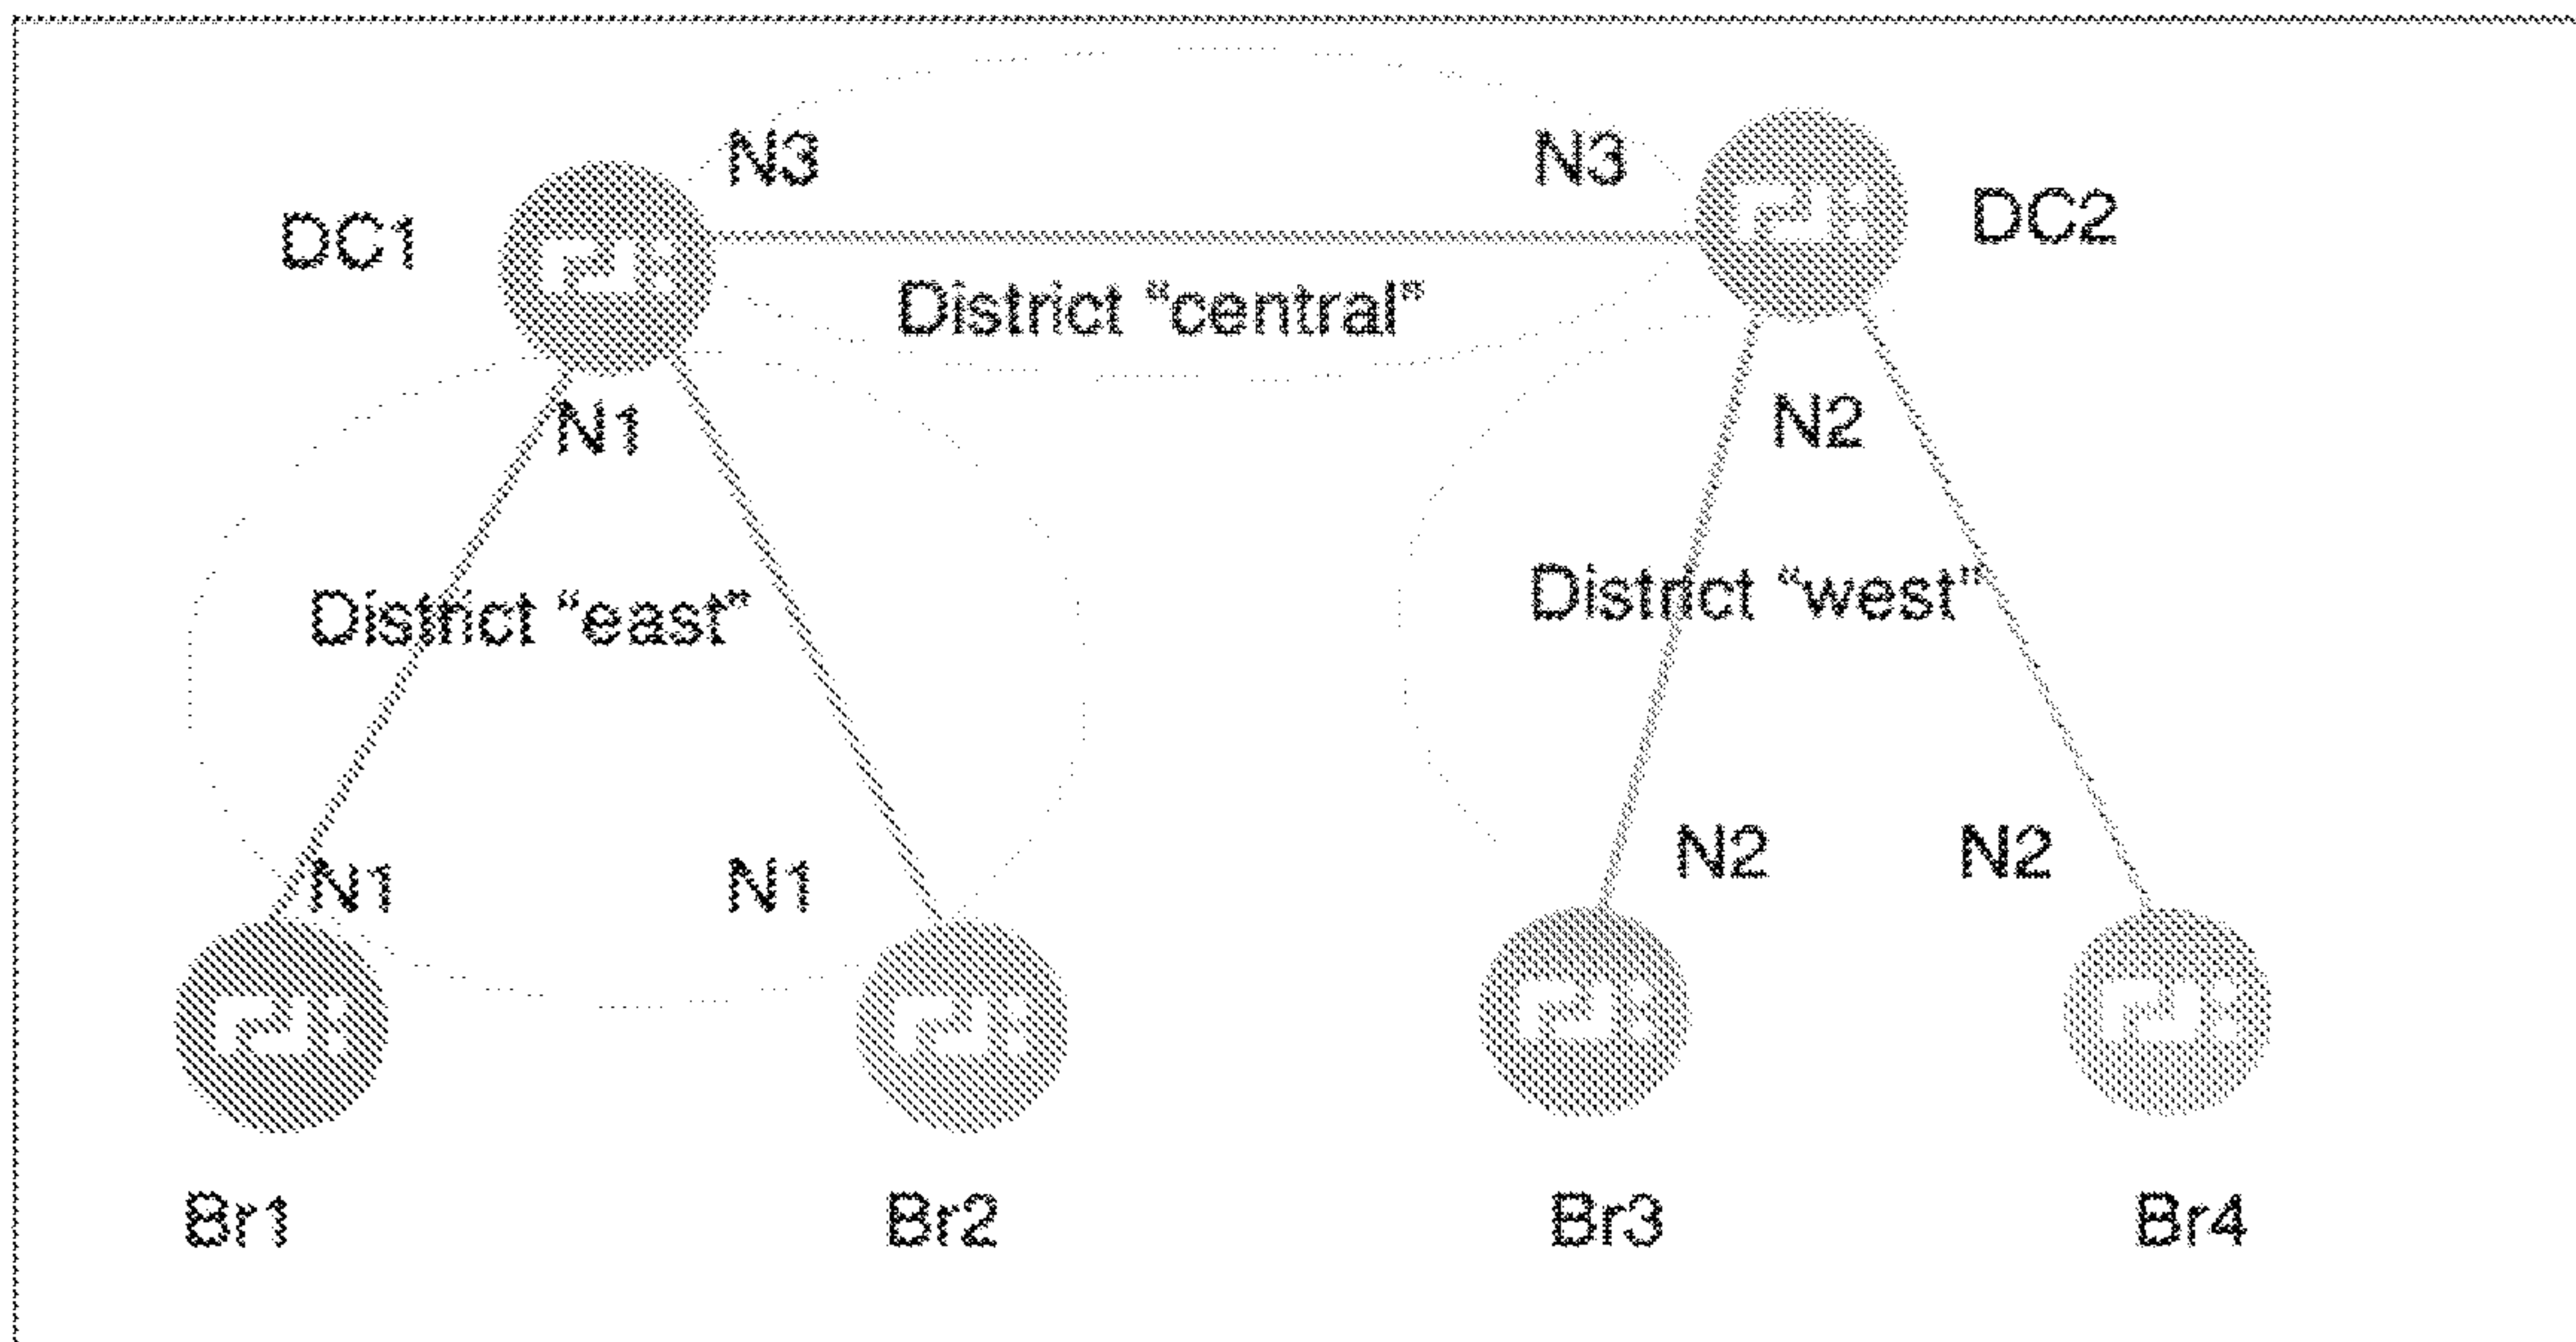 N3
N3
DC1
DC2
District “central”
N1
N2
District “east”
District “west”
N1
N1
N2
N2
Br1
Br2
Br3
Br4